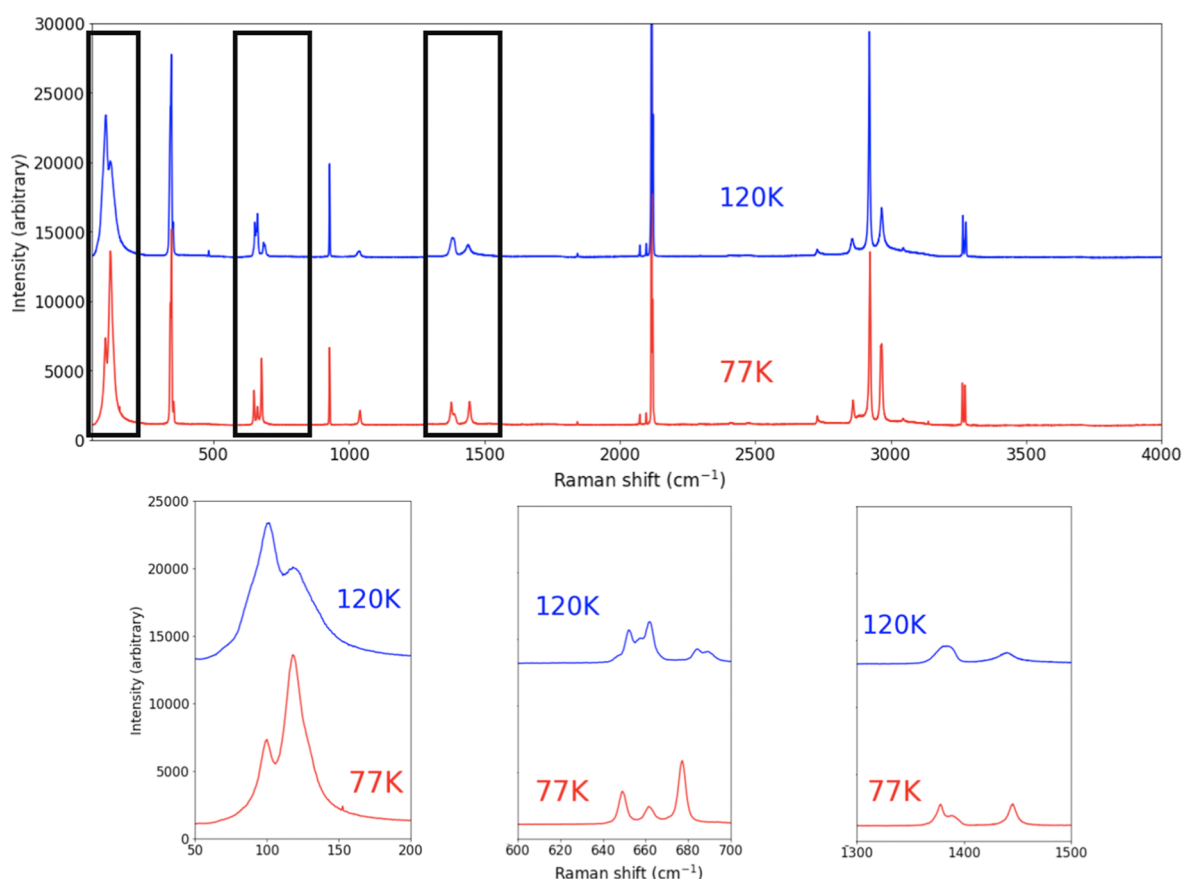 30000
25000
20000
15000
10000
5000
0
Intensity (arbitrary)
120K
77K
500 1000 1500 2000 2500 3000 3500 4000
Raman shift (cm⁻¹)
25000
20000
15000
10000
5000
0
Intensity (arbitrary)
120K
77K
50 100 150 200
120K
77K
600 620 640 660 680 700
Raman shift (cm⁻¹)
120K
77K
1300 1400 1500